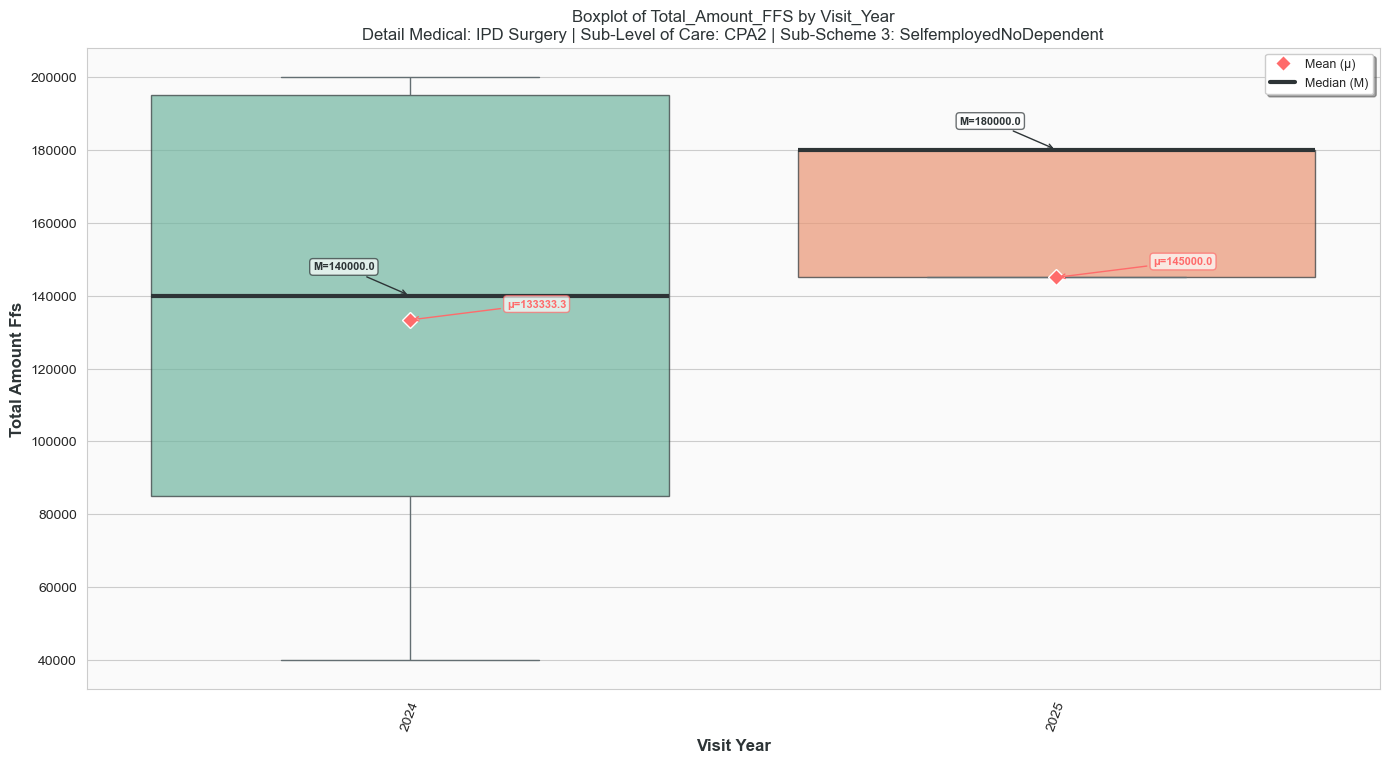 Boxplot of Total_Amount_FFS by Visit_Year
Detail Medical: IPD Surgery | Sub-Level of Care: CPA2 | Sub-Scheme 3: SelfemployedNoDependent
Mean (μ)
Median (M)
200000
180000
160000
140000
120000
100000
80000
60000
40000
Total Amount Ffs
M=140000.0
μ=133333.3
M=180000.0
μ=145000.0
2024
2025
Visit Year